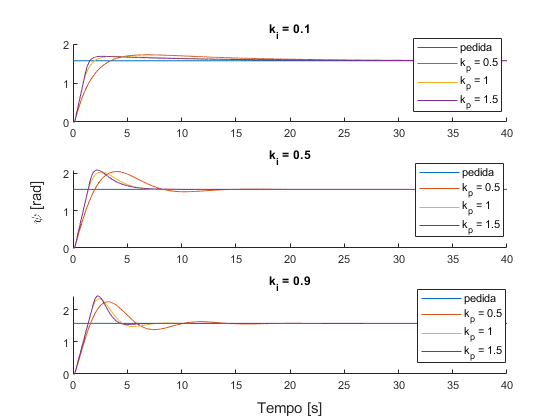 k_i = 0.1
2
1
0
0 5 10 15 20 25 30 35 40
pedida
k_p = 0.5
k_p = 1
k_p = 1.5
k_i = 0.5
ψ [rad]
2
1
0
0 5 10 15 20 25 30 35 40
pedida
k_p = 0.5
k_p = 1
k_p = 1.5
k_i = 0.9
2
1
0
0 5 10 15 20 25 30 35 40
pedida
k_p = 0.5
k_p = 1
k_p = 1.5
Tempo [s]